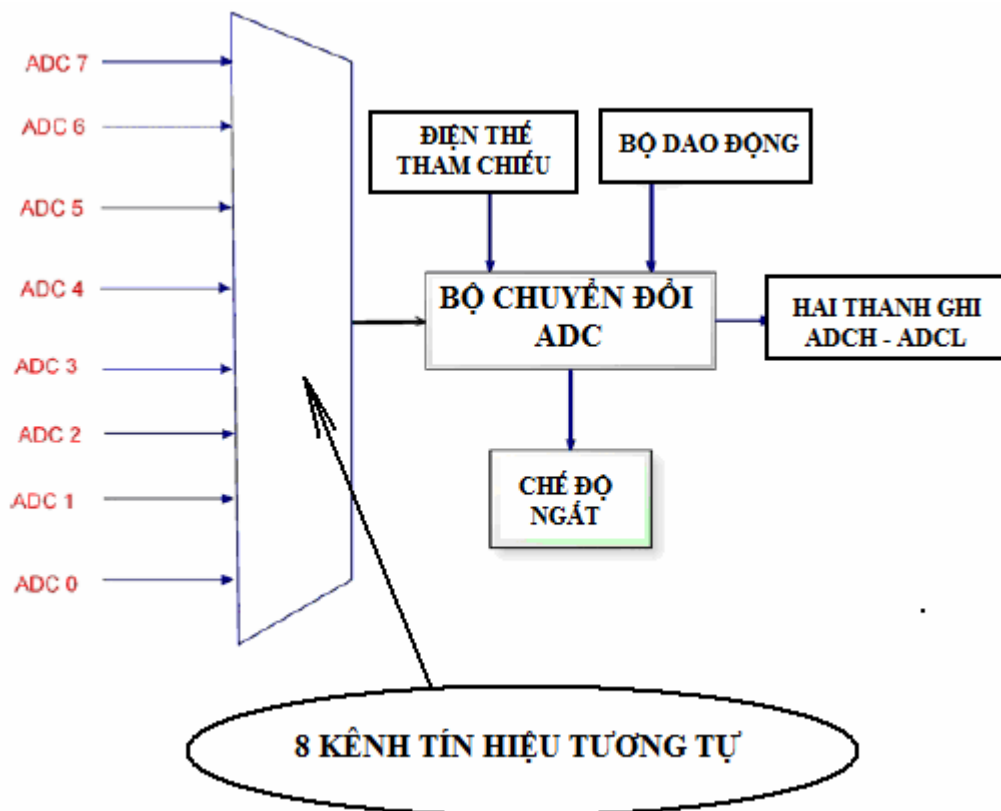 ADC 7
ADC 6
ADC 5
ADC 4
ADC 3
ADC 2
ADC 1
ADC 0
ĐIỆN THẾ
THAM CHIẾU
BỘ DAO ĐỘNG
BỘ CHUYỂN ĐỔI
ADC
HAI THANH GHI
ADCH - ADCL
CHẾ ĐỘ
NGẮT
8 KÊNH TÍN HIỆU TƯƠNG TỰ